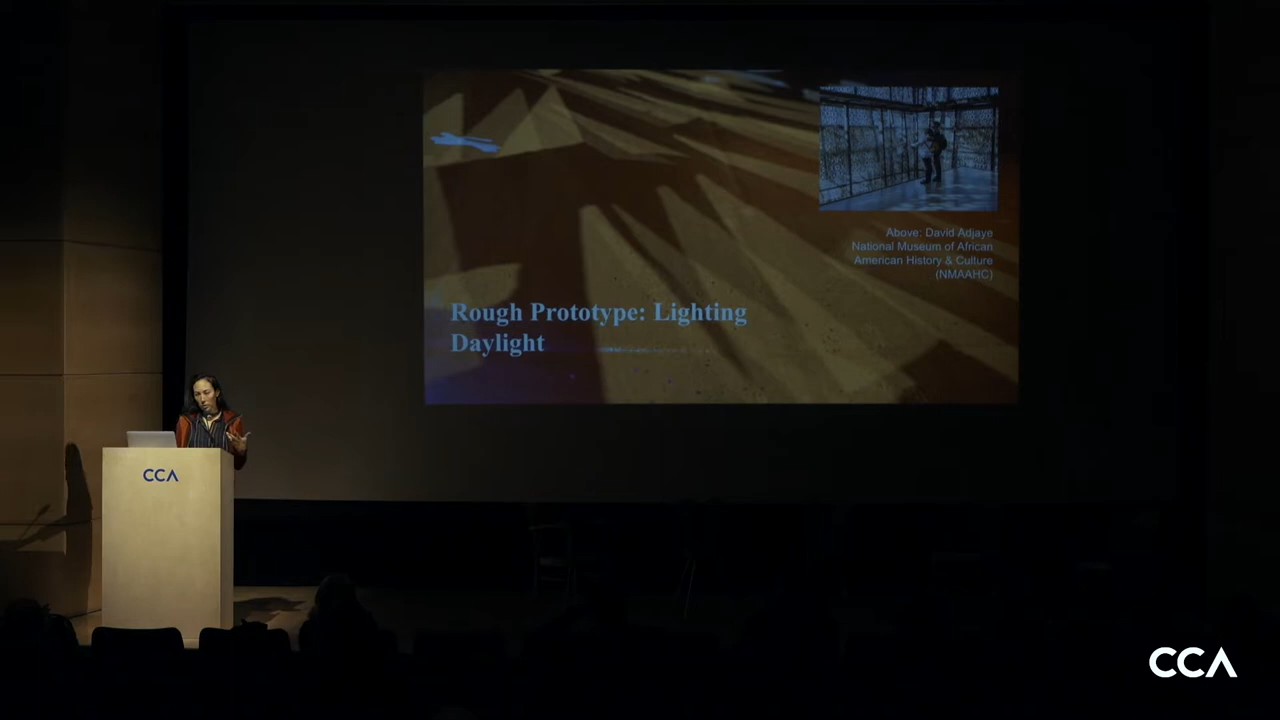 Above: David Adjaye
National Museum of African
American History & Culture
(NMAAHC)
Rough Prototype: Lighting
Daylight
CCA
CCA